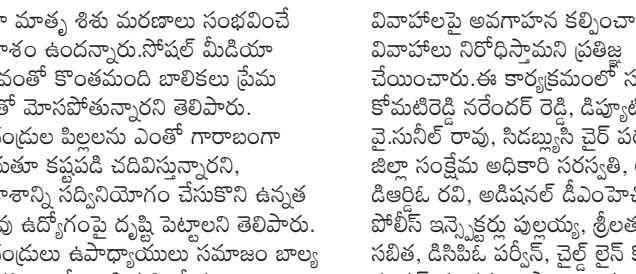 మాతృ శిశు మరణాలు సంభవించే
ఉందన్నారు.సోషల్ మీడియా
కొంతమంది బాలికలు ప్రేమ
మోసపోతున్నారని తెలిపారు.
పిల్లలను ఎంతో గారాబంగా
కష్టపడి చదివిస్తున్నారని,
సద్వినియోగం చేసుకొని ఉన్నత
ఉద్యోగంపై దృష్టి పెట్టాలని తెలిపారు.
ఉపాధ్యాయులు సమాజం బాల్య
వివాహాలపై అవగాహన కల్పించా
వివాహాలు నిరోధిస్తామని ప్రతిజ్ఞ
చేయించారు.ఈ కార్యక్రమంలో
కోమటిరెడ్డి నరేందర్ రెడ్డి, డిప్యూటీ
వై.సునీల్ రావు, సిడబ్ల్యుసి చైర్
జిల్లా సంక్షేమ అధికారి సరస్వతి,
డిఆర్డిఓ రవి, అడిషనల్
పోలీస్ ఇన్స్పెక్టర్లు పుల్లయ్య,
సబిత, డిసిపిఓ పర్వీన్, చైల్డ్ లైన్